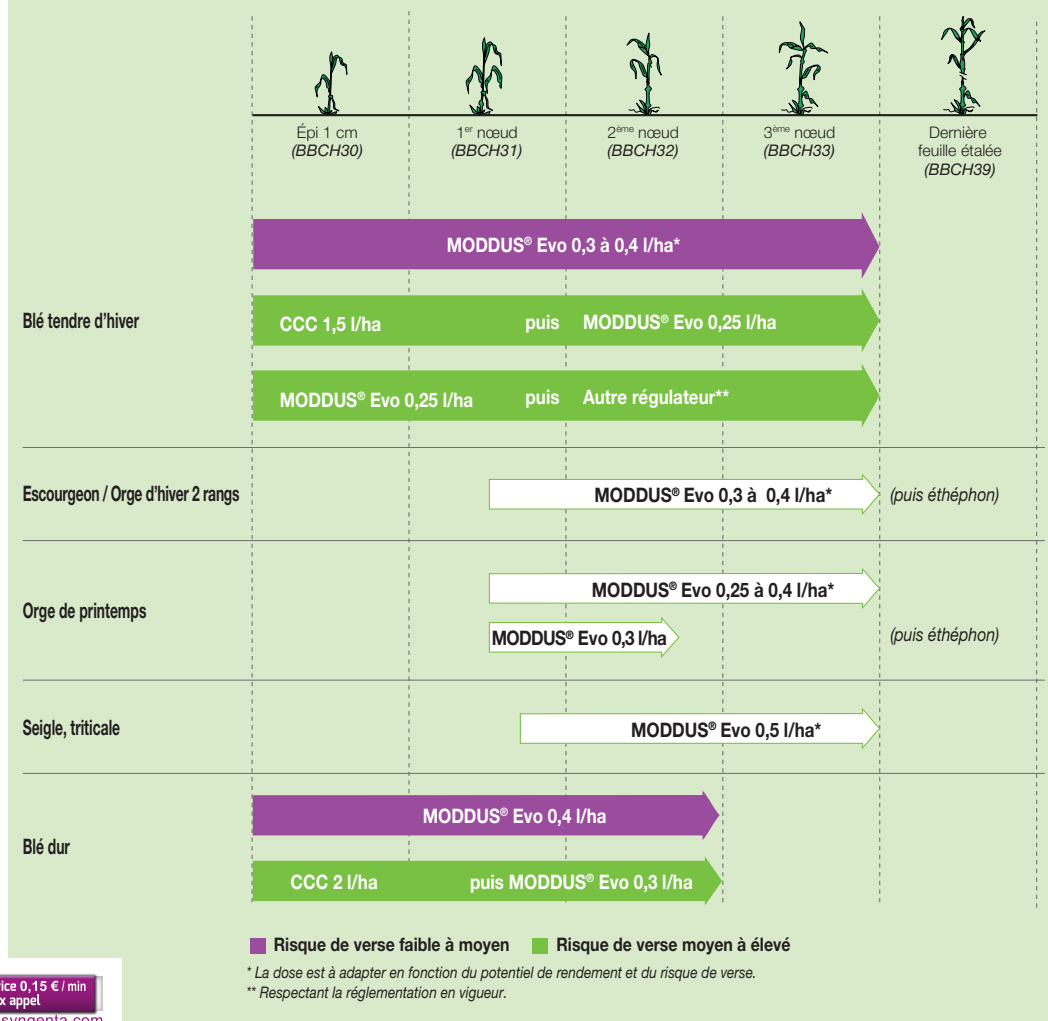 Épi 1 cm
(BBCH30)
1er nœud
(BBCH31)
2ème nœud
(BBCH32)
3ème nœud
(BBCH33)
Dernière
feuille étalée
(BBCH39)
Blé tendre d'hiver
MODDUS® Evo 0,3 à 0,4 l/ha*
CCC 1,5 l/ha puis MODDUS® Evo 0,25 l/ha
MODDUS® Evo 0,25 l/ha puis Autre régulateur**
Escourgeon / Orge d'hiver 2 rangs
MODDUS® Evo 0,3 à 0,4 l/ha*
(puis éthéphon)
Orge de printemps
MODDUS® Evo 0,25 à 0,4 l/ha*
MODDUS® Evo 0,3 l/ha
(puis éthéphon)
Seigle, triticale
MODDUS® Evo 0,5 l/ha*
Blé dur
MODDUS® Evo 0,4 l/ha
CCC 2 l/ha puis MODDUS® Evo 0,3 l/ha
Risque de verse faible à moyen
Risque de verse moyen à élevé
* La dose est à adapter en fonction du potentiel de rendement et du risque de verse.
** Respectant la réglementation en vigueur.
ice 0,15 € / min
x appel
syngenta.com